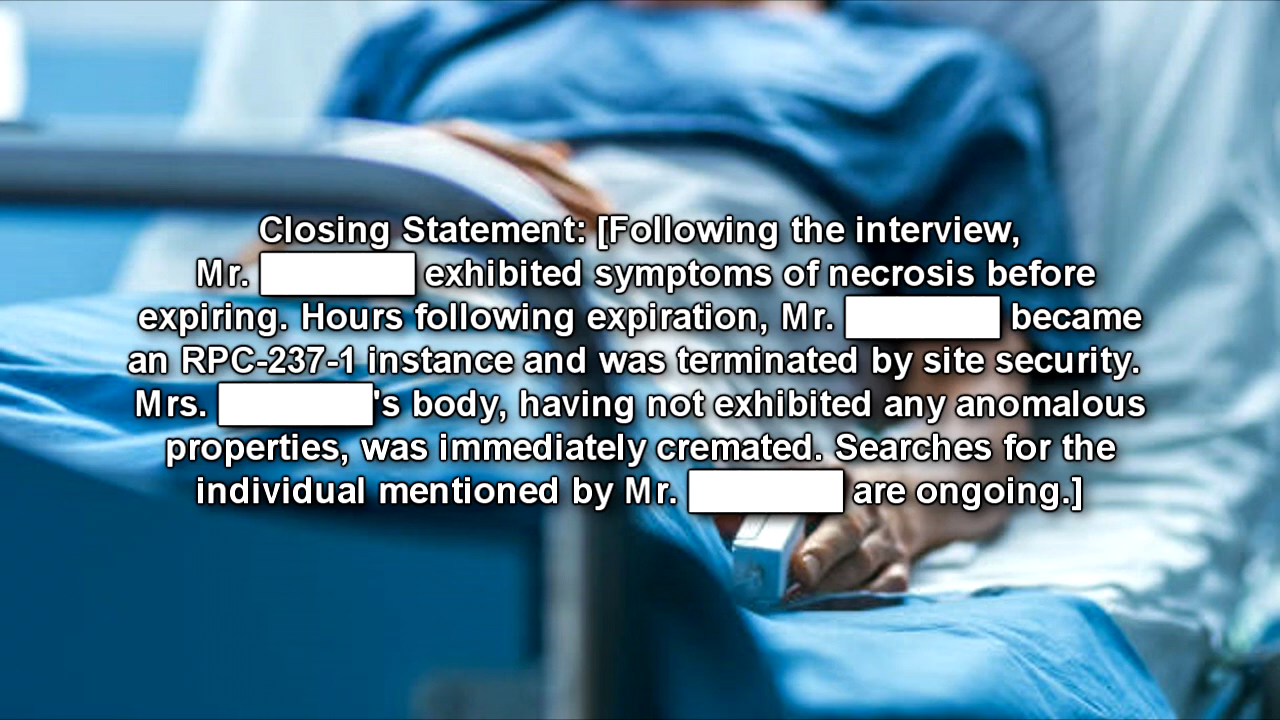 Closing Statement: [Following the interview,
Mr. exhibited symptoms of necrosis before
expiring. Hours following expiration, Mr. became
an RPC-237-1 instance and was terminated by site security.
Mrs. 's body, having not exhibited any anomalous
properties, was immediately cremated. Searches for the
individual mentioned by Mr. are ongoing.]